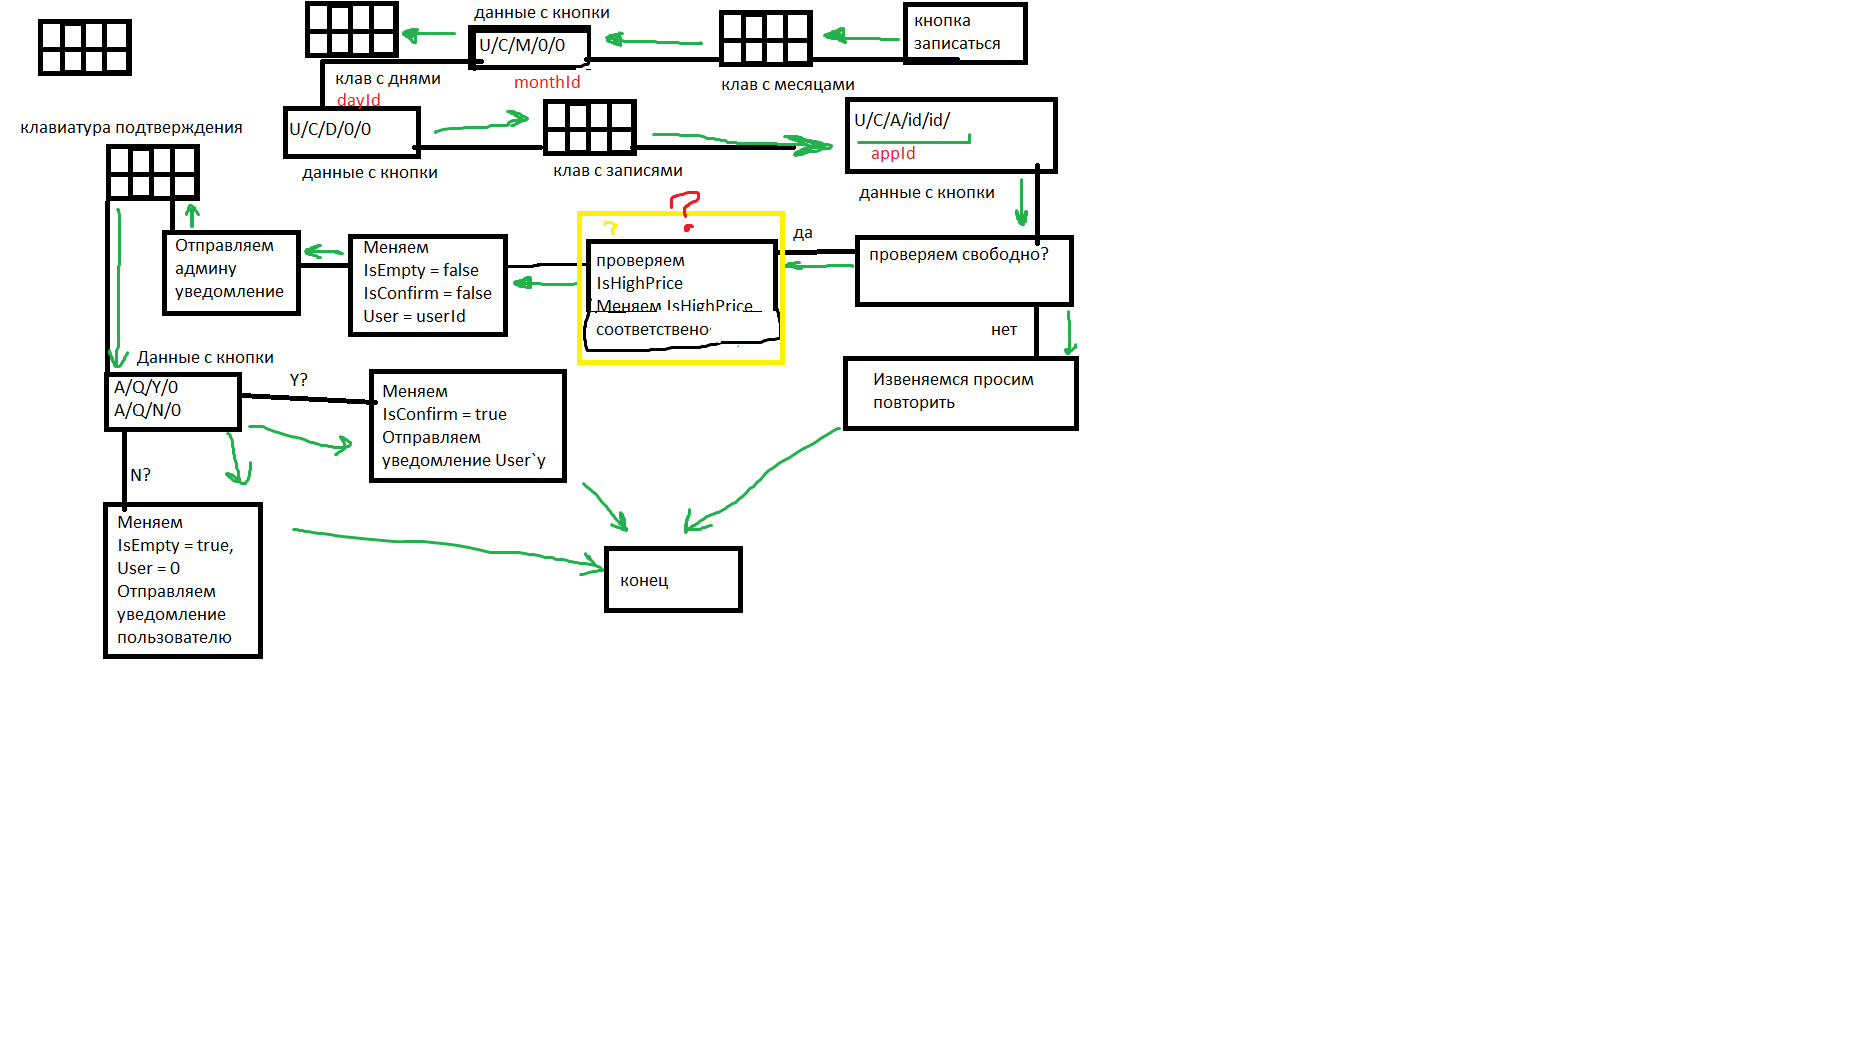 данные с кнопки
кнопка
записаться
U/C/M/0/0
клав с днями
monthId
клав с месяцами
dayId
U/C/D/0/0
U/C/A/id/id/
appId
клавиатура подтверждения
данные с кнопки
клав с записями
данные с кнопки
?
?
да
проверяем свободно?
проверяем
IsHighPrice
Меняем IsHighPrice
соответствено
Меняем
IsEmpty = false
IsConfirm = false
User = userId
Отправляем
админу
уведомление
нет
Извеняемся просим
повторить
Данные с кнопки
A/Q/Y/0
A/Q/N/0
Y?
Меняем
IsConfirm = true
Отправляем
уведомление User`у
N?
Меняем
IsEmpty = true,
User = 0
Отправляем
уведомление
пользователю
конец